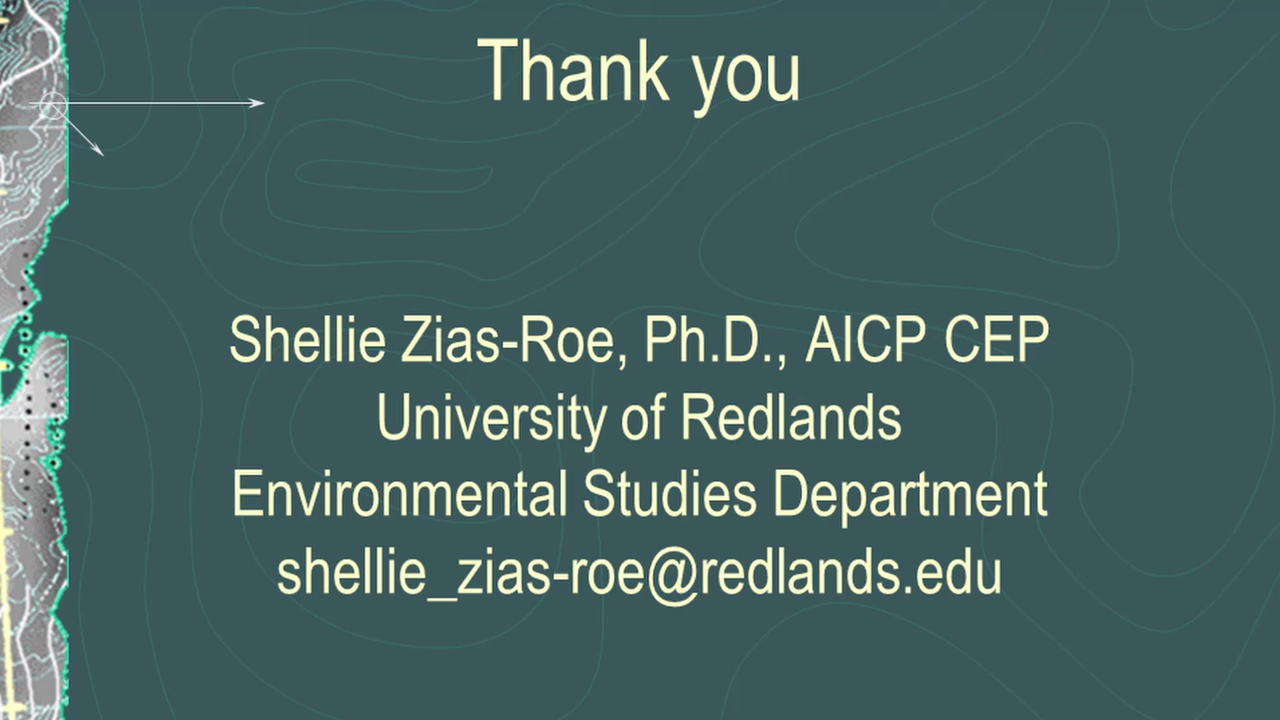 Thank you
Shellie Zias-Roe, Ph.D., AICP CEP
University of Redlands
Environmental Studies Department
shellie_zias-roe@redlands.edu